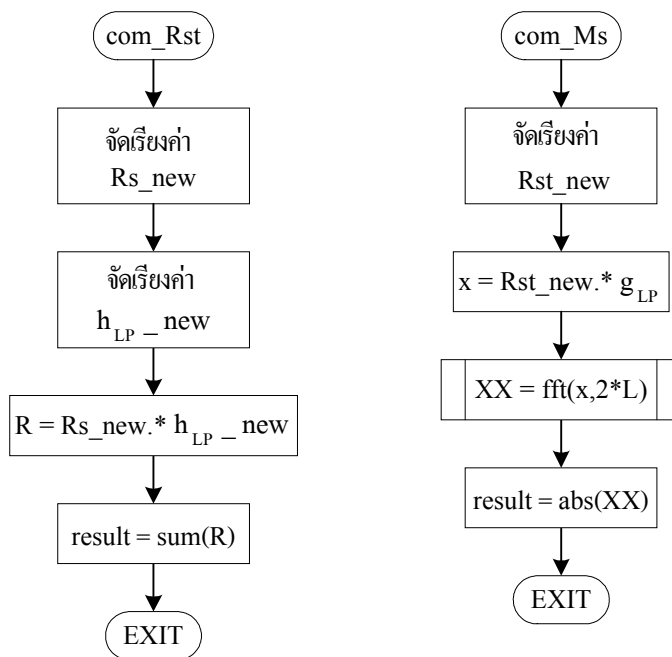 com_Rst
จัดเรียงค่า
Rs_new
จัดเรียงค่า
h_LP _ new
R = Rs_new.* h_LP _ new
result = sum(R)
EXIT
com_Ms
จัดเรียงค่า
Rst_new
x = Rst_new.* g_LP
XX = fft(x,2*L)
result = abs(XX)
EXIT